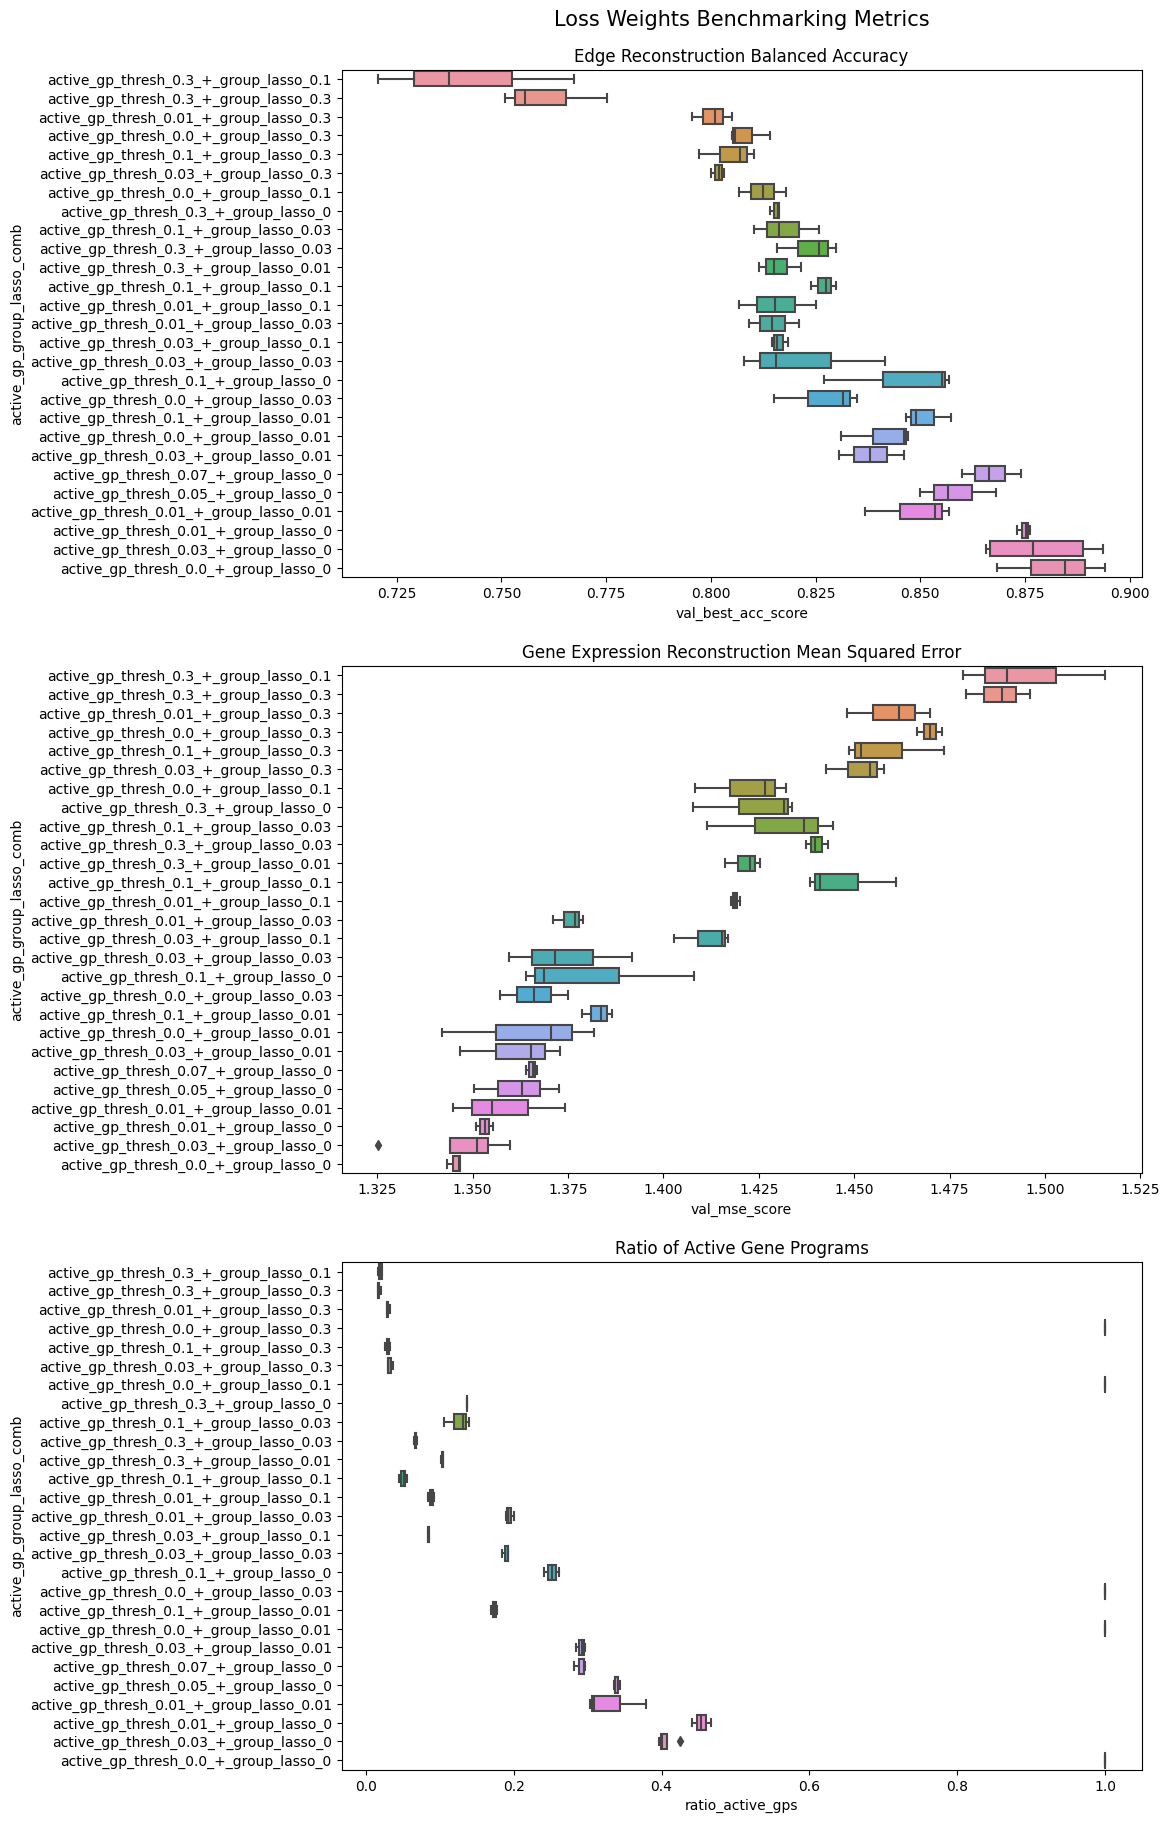 Loss Weights Benchmarking Metrics
Edge Reconstruction Balanced Accuracy
active_gp_group_lasso_comb
active_gp_thresh_0.3_+_group_lasso_0.1
active_gp_thresh_0.3_+_group_lasso_0.3
active_gp_thresh_0.01_+_group_lasso_0.3
active_gp_thresh_0.0_+_group_lasso_0.3
active_gp_thresh_0.1_+_group_lasso_0.3
active_gp_thresh_0.03_+_group_lasso_0.3
active_gp_thresh_0.0_+_group_lasso_0.1
active_gp_thresh_0.3_+_group_lasso_0
active_gp_thresh_0.1_+_group_lasso_0.03
active_gp_thresh_0.3_+_group_lasso_0.03
active_gp_thresh_0.3_+_group_lasso_0.01
active_gp_thresh_0.1_+_group_lasso_0.1
active_gp_thresh_0.01_+_group_lasso_0.1
active_gp_thresh_0.01_+_group_lasso_0.03
active_gp_thresh_0.03_+_group_lasso_0.1
active_gp_thresh_0.03_+_group_lasso_0.03
active_gp_thresh_0.1_+_group_lasso_0
active_gp_thresh_0.0_+_group_lasso_0.03
active_gp_thresh_0.1_+_group_lasso_0.01
active_gp_thresh_0.0_+_group_lasso_0.01
active_gp_thresh_0.03_+_group_lasso_0.01
active_gp_thresh_0.07_+_group_lasso_0
active_gp_thresh_0.05_+_group_lasso_0
active_gp_thresh_0.01_+_group_lasso_0.01
active_gp_thresh_0.01_+_group_lasso_0
active_gp_thresh_0.03_+_group_lasso_0
active_gp_thresh_0.0_+_group_lasso_0
0.725 0.750 0.775 0.800 0.825 0.850 0.875 0.900
val_best_acc_score
Gene Expression Reconstruction Mean Squared Error
active_gp_group_lasso_comb
active_gp_thresh_0.3_+_group_lasso_0.1
active_gp_thresh_0.3_+_group_lasso_0.3
active_gp_thresh_0.01_+_group_lasso_0.3
active_gp_thresh_0.0_+_group_lasso_0.3
active_gp_thresh_0.1_+_group_lasso_0.3
active_gp_thresh_0.03_+_group_lasso_0.3
active_gp_thresh_0.0_+_group_lasso_0.1
active_gp_thresh_0.3_+_group_lasso_0
active_gp_thresh_0.1_+_group_lasso_0.03
active_gp_thresh_0.3_+_group_lasso_0.03
active_gp_thresh_0.3_+_group_lasso_0.01
active_gp_thresh_0.1_+_group_lasso_0.1
active_gp_thresh_0.01_+_group_lasso_0.1
active_gp_thresh_0.01_+_group_lasso_0.03
active_gp_thresh_0.03_+_group_lasso_0.1
active_gp_thresh_0.03_+_group_lasso_0.03
active_gp_thresh_0.1_+_group_lasso_0
active_gp_thresh_0.0_+_group_lasso_0.03
active_gp_thresh_0.1_+_group_lasso_0.01
active_gp_thresh_0.0_+_group_lasso_0.01
active_gp_thresh_0.03_+_group_lasso_0.01
active_gp_thresh_0.07_+_group_lasso_0
active_gp_thresh_0.05_+_group_lasso_0
active_gp_thresh_0.01_+_group_lasso_0.01
active_gp_thresh_0.01_+_group_lasso_0
active_gp_thresh_0.03_+_group_lasso_0
active_gp_thresh_0.0_+_group_lasso_0
1.325 1.350 1.375 1.400 1.425 1.450 1.475 1.500 1.525
val_mse_score
Ratio of Active Gene Programs
active_gp_group_lasso_comb
active_gp_thresh_0.3_+_group_lasso_0.1
active_gp_thresh_0.3_+_group_lasso_0.3
active_gp_thresh_0.01_+_group_lasso_0.3
active_gp_thresh_0.0_+_group_lasso_0.3
active_gp_thresh_0.1_+_group_lasso_0.3
active_gp_thresh_0.03_+_group_lasso_0.3
active_gp_thresh_0.0_+_group_lasso_0.1
active_gp_thresh_0.3_+_group_lasso_0
active_gp_thresh_0.1_+_group_lasso_0.03
active_gp_thresh_0.3_+_group_lasso_0.03
active_gp_thresh_0.3_+_group_lasso_0.01
active_gp_thresh_0.1_+_group_lasso_0.1
active_gp_thresh_0.01_+_group_lasso_0.1
active_gp_thresh_0.01_+_group_lasso_0.03
active_gp_thresh_0.03_+_group_lasso_0.1
active_gp_thresh_0.03_+_group_lasso_0.03
active_gp_thresh_0.1_+_group_lasso_0
active_gp_thresh_0.0_+_group_lasso_0.03
active_gp_thresh_0.1_+_group_lasso_0.01
active_gp_thresh_0.0_+_group_lasso_0.01
active_gp_thresh_0.03_+_group_lasso_0.01
active_gp_thresh_0.07_+_group_lasso_0
active_gp_thresh_0.05_+_group_lasso_0
active_gp_thresh_0.01_+_group_lasso_0.01
active_gp_thresh_0.01_+_group_lasso_0
active_gp_thresh_0.03_+_group_lasso_0
active_gp_thresh_0.0_+_group_lasso_0
0.0 0.2 0.4 0.6 0.8 1.0
ratio_active_gps